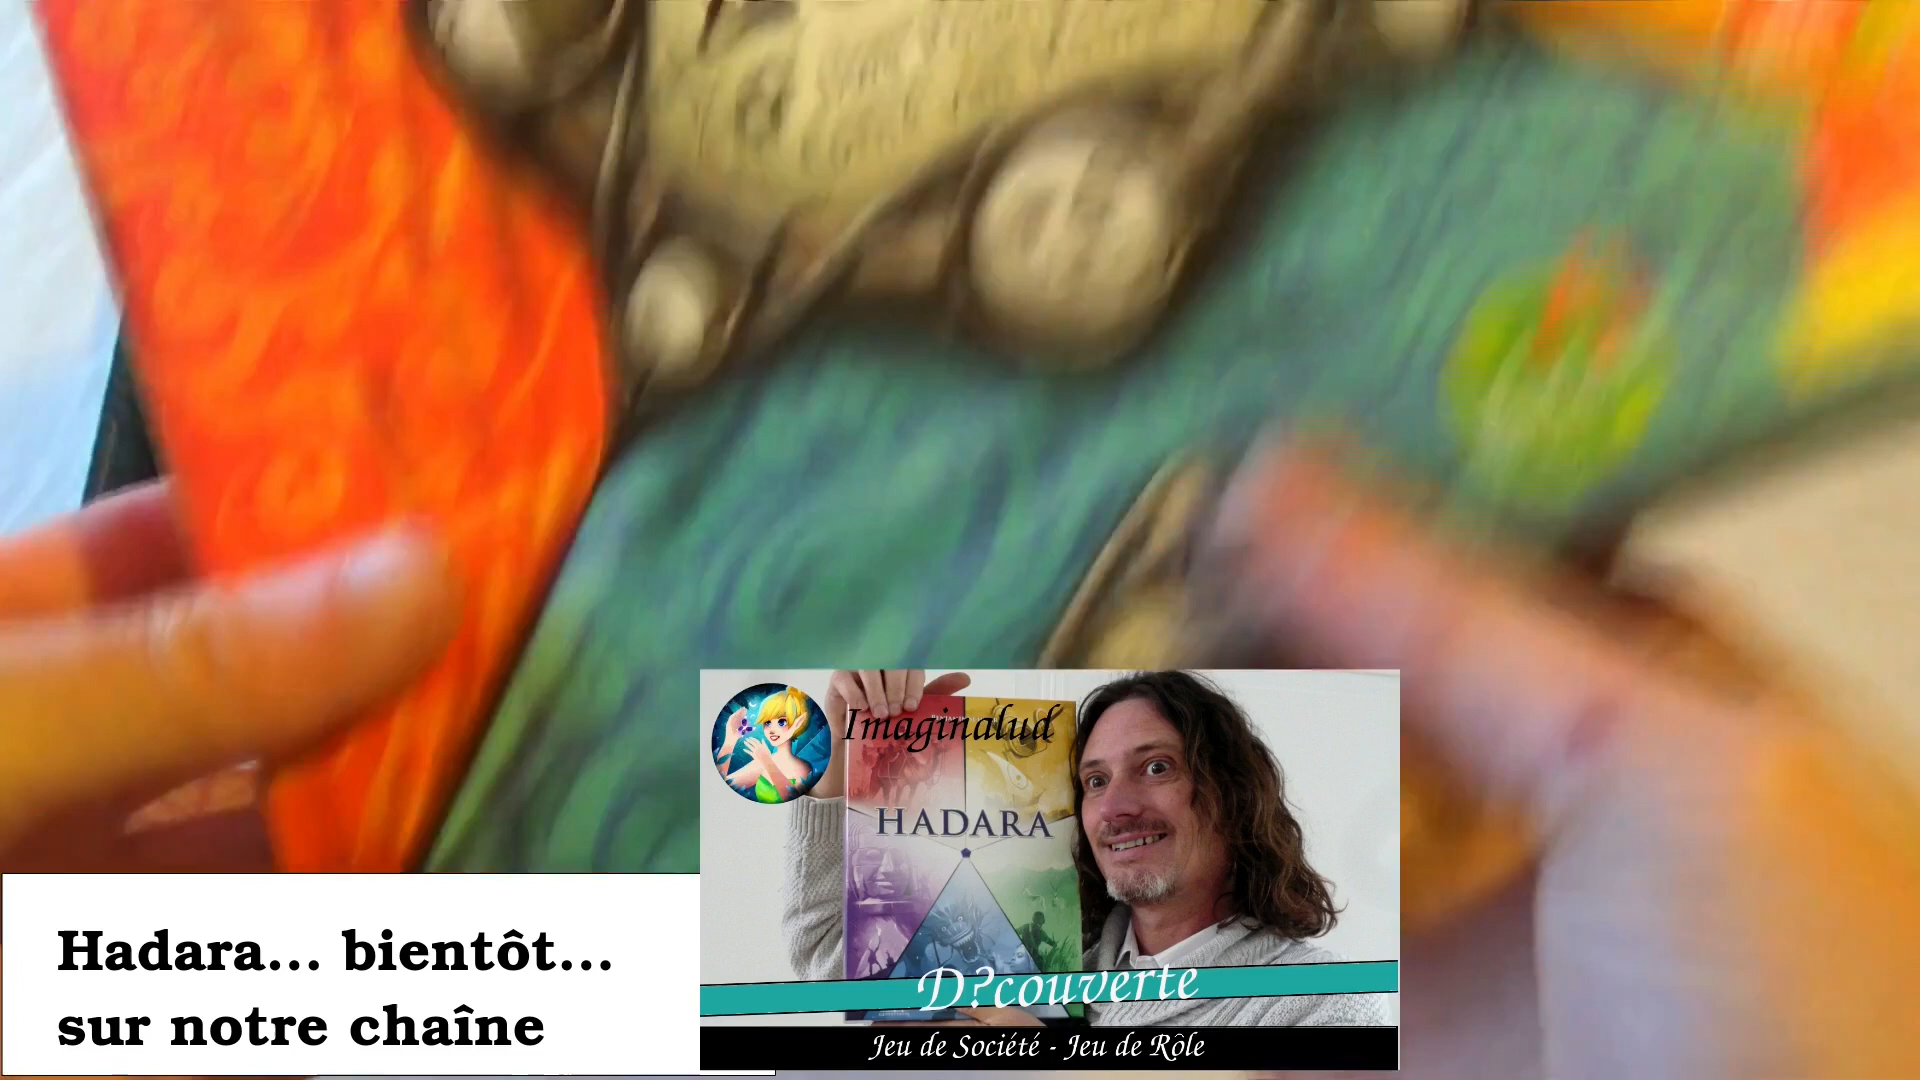 Imaginalud
HADARA
D?couverte
Jeu de Société - Jeu de Rôle
Hadara... bientôt...
sur notre chaîne